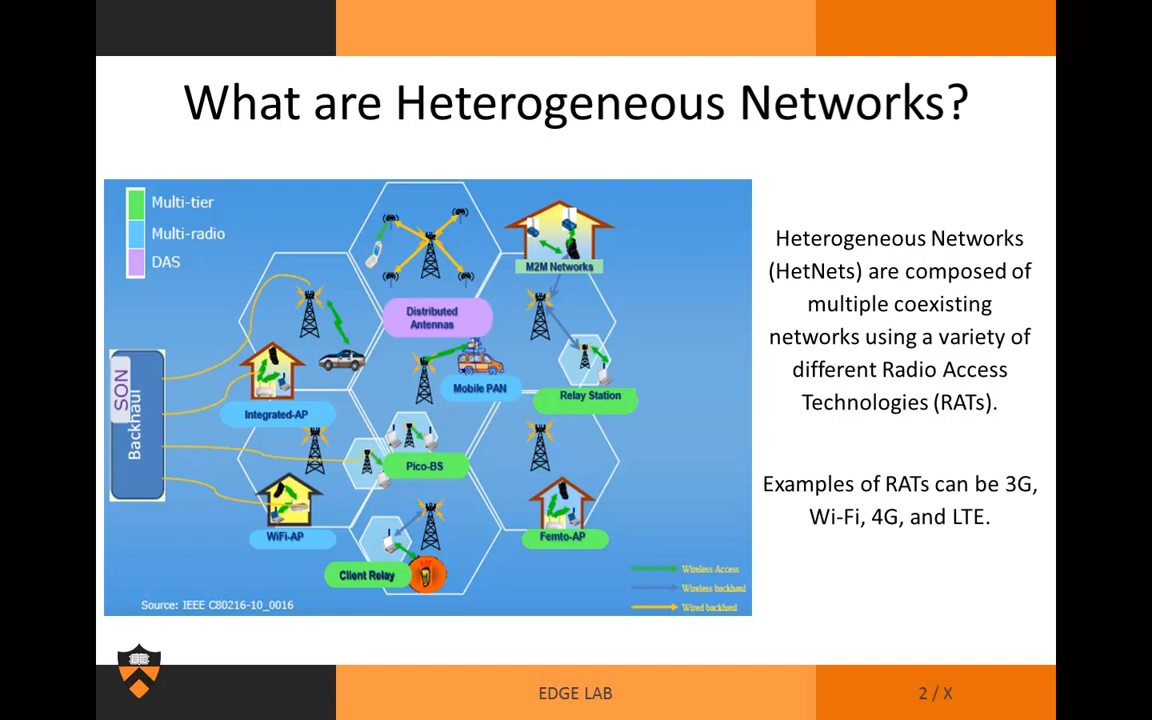 What are Heterogeneous Networks?
Multi-tier
Multi-radio
DAS
M2M Networks
Distributed
Antennas
SON
Backhaul
Mobile PAN
Relay Station
Integrated-AP
Pico-BS
WiFi-AP
Femto-AP
Client Relay
Wireless Access
Wireless backhaul
Wired backhaul
Source: IEEE C80216-10_0016
Heterogeneous Networks
(HetNets) are composed of
multiple coexisting
networks using a variety of
different Radio Access
Technologies (RATs).
Examples of RATs can be 3G,
Wi-Fi, 4G, and LTE.
EDGE LAB
2 / X